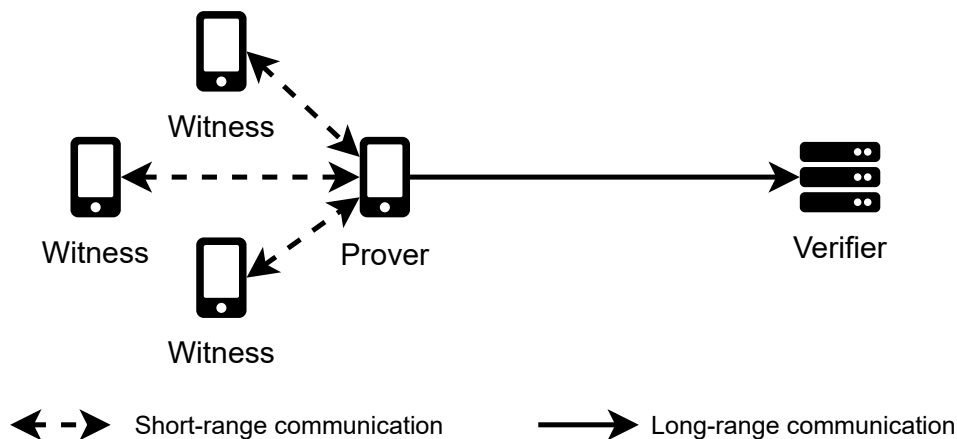 Witness
Witness
Prover
Verifier
Witness
Short-range communication
Long-range communication